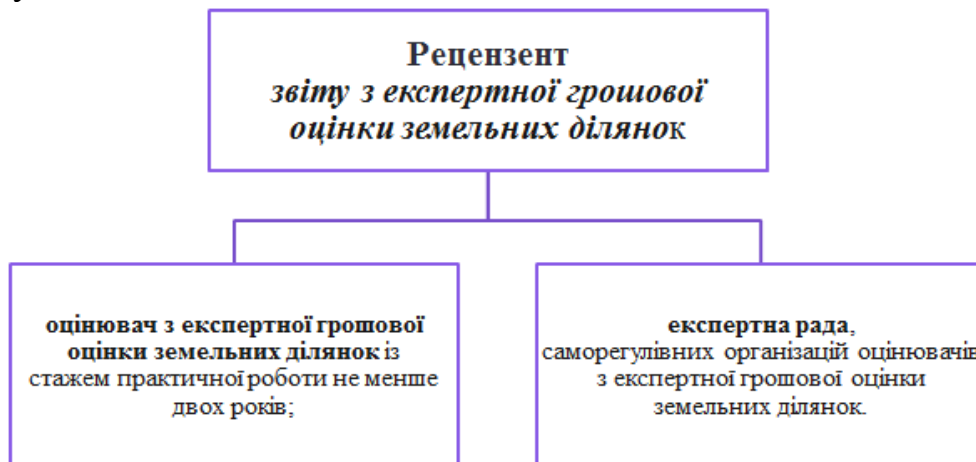 Рецензент
звіту з експертної грошової
оцінки земельних ділянок
оцінювач з експертної грошової
оцінки земельних ділянок із
стажем практичної роботи не менше
двох років;
експертна рада,
саморегулівних організацій оцінювачів
з експертної грошової оцінки
земельних ділянок.